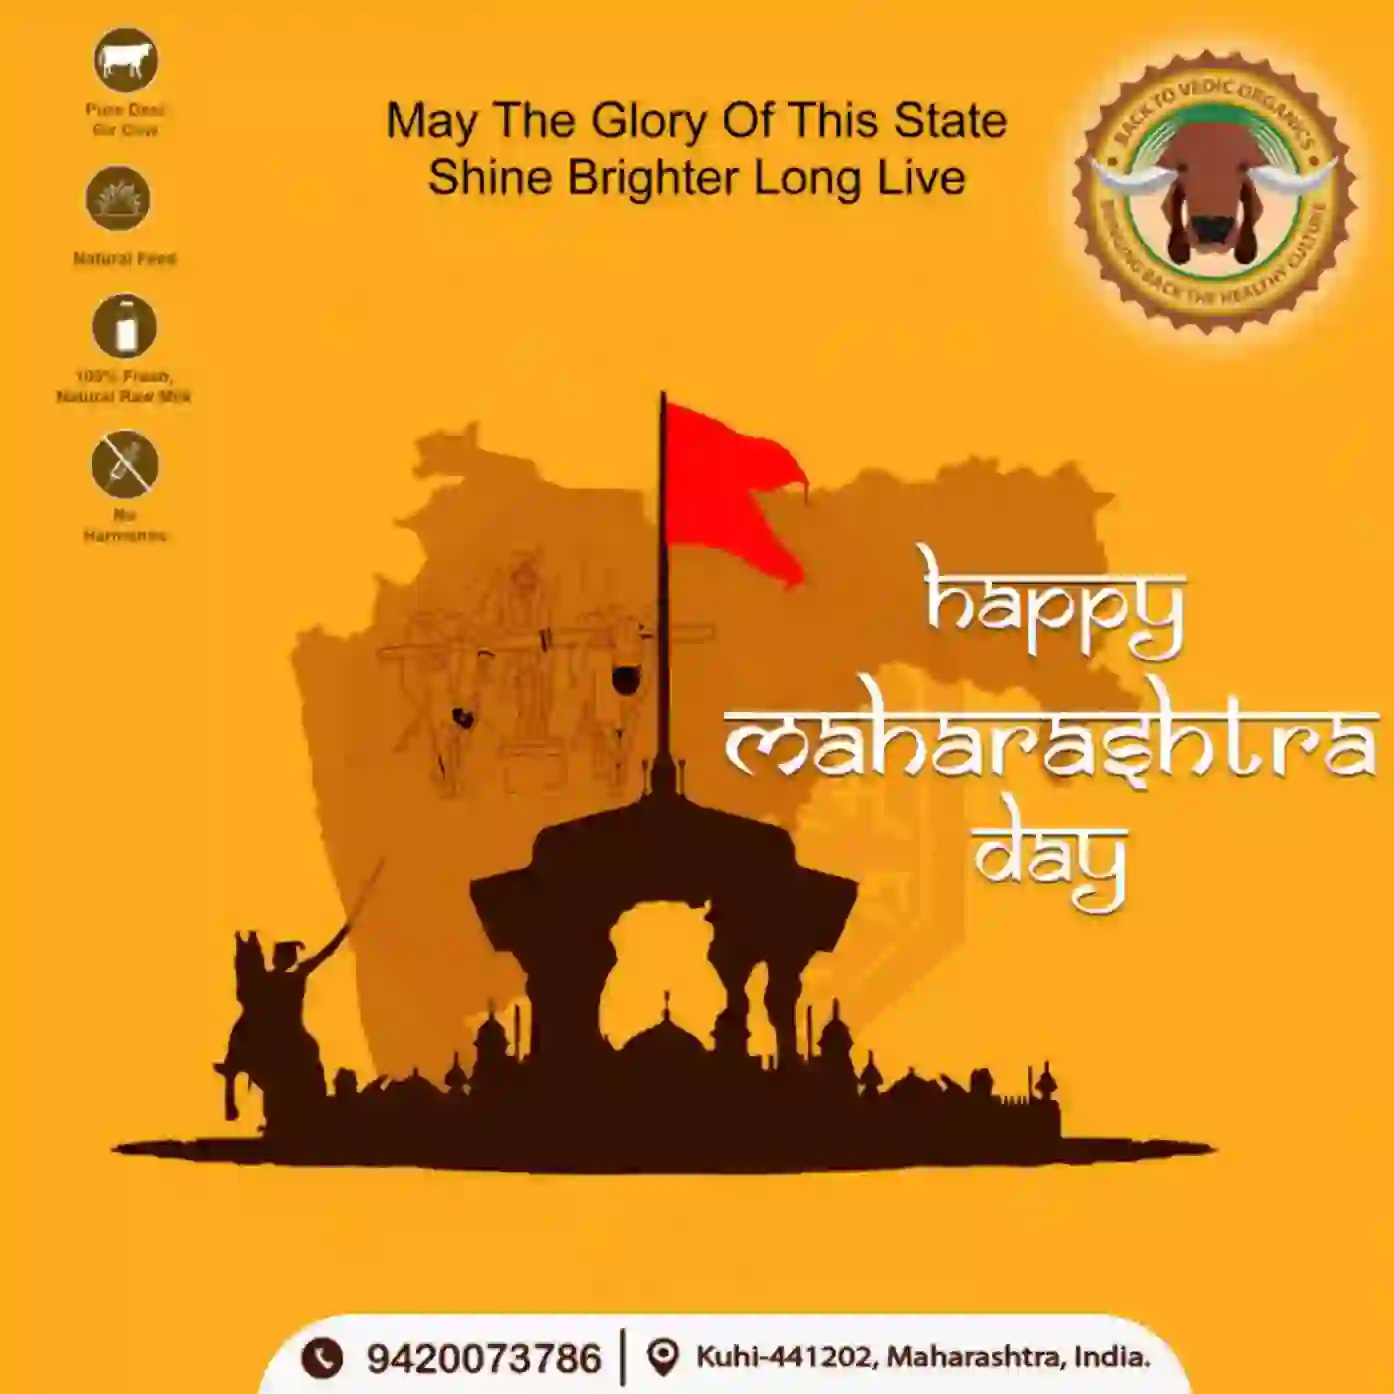 Pure Desi
Gir Cow
Natural Feed
100% Fresh,
Natural Raw Milk
No
Harmones
May The Glory Of This State
Shine Brighter Long Live
BACK TO VEDIC ORGANICS
BRINGING BACK THE HEALTHY CULTURE
happy
maharashtra
day
9420073786
Kuhi-441202, Maharashtra, India.